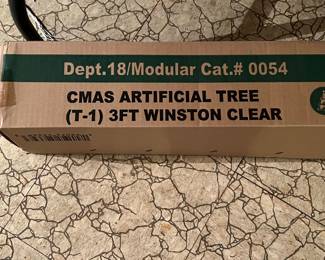 Dept.18/Modular Cat.# 0054
CMAS ARTIFICIAL TREE
(T-1) 3FT WINSTON CLEAR